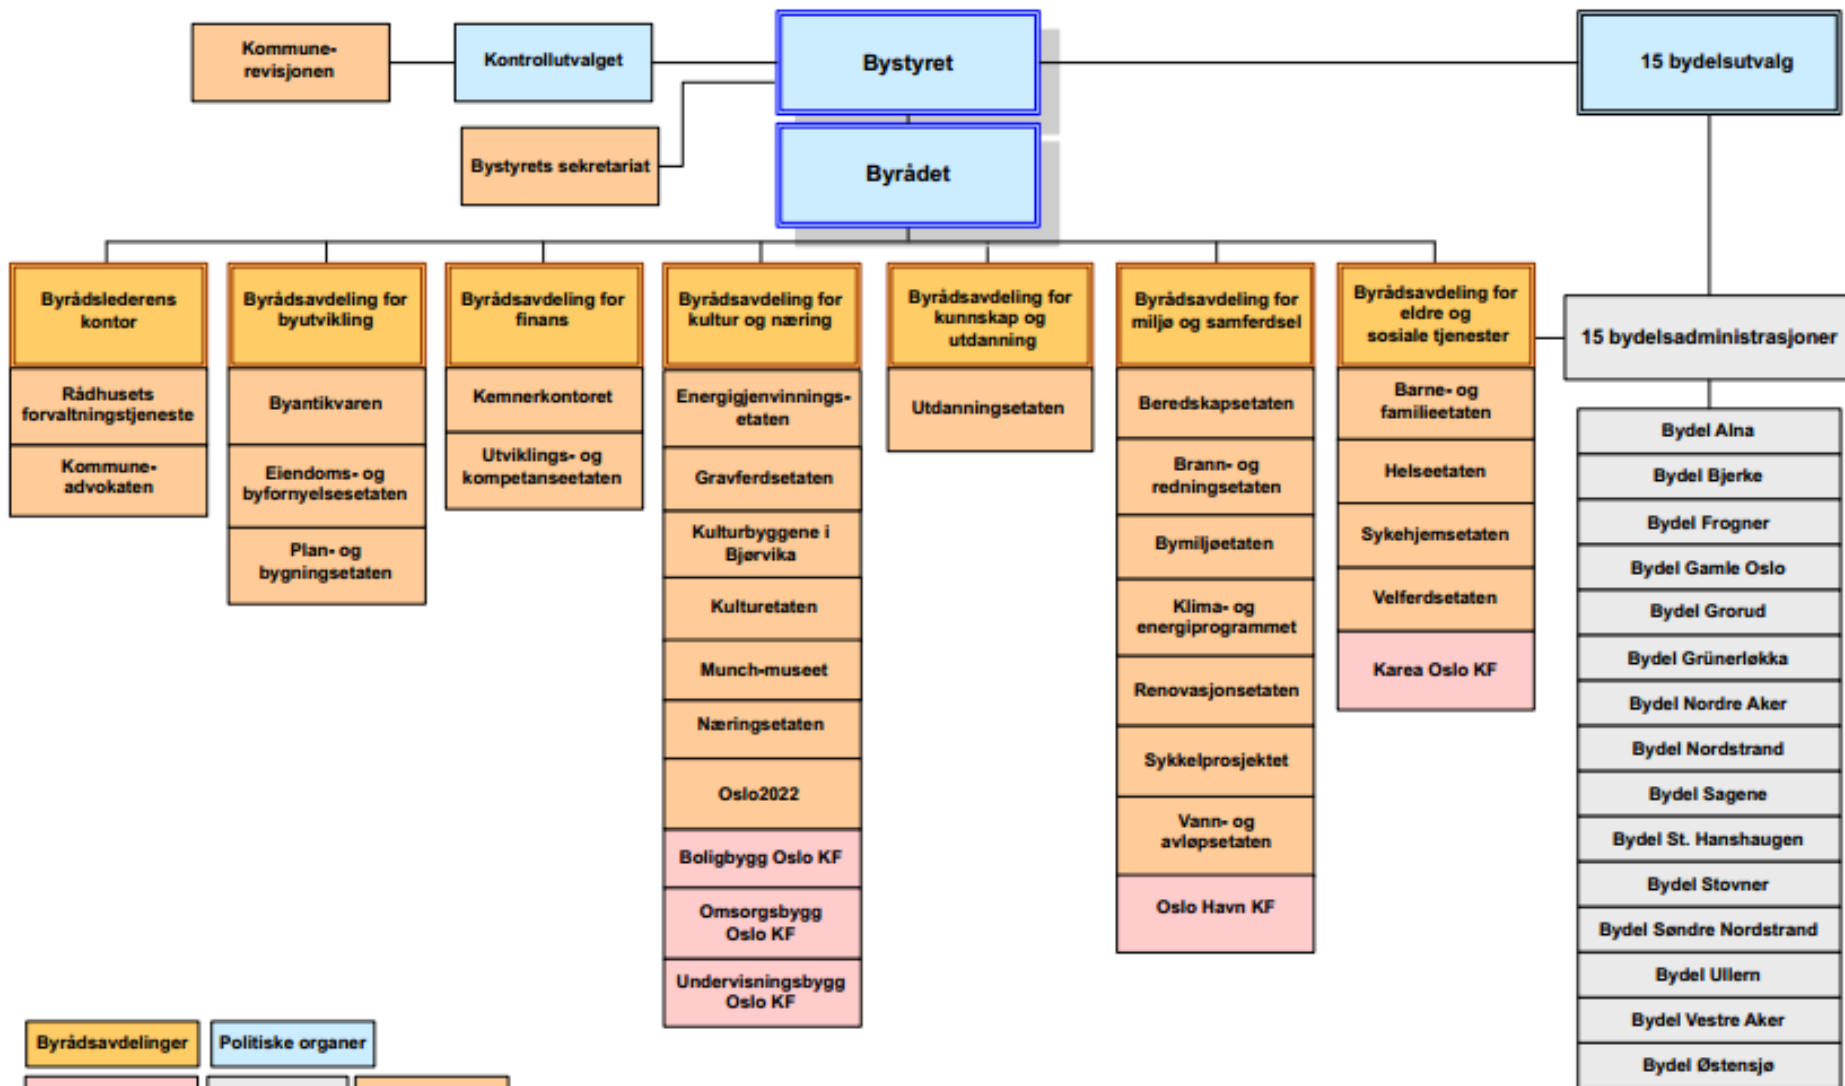 Kommune-
revisjonen
Kontrollutvalget
Bystyret
15 bydelsutvalg
Bystyrets sekretariat
Byrådet
Byrådslederens
kontor
Rådhusets
forvaltningstjeneste
Kommune-
advokaten
Byrådsavdeling for
byutvikling
Byantikvaren
Eiendoms- og
byfornyelsesetaten
Plan- og
bygningsetaten
Byrådsavdeling for
finans
Kemnerkontoret
Utviklings- og
kompetanseetaten
Byrådsavdeling for
kultur og næring
Energigjenvinnings-
etaten
Gravferdsetaten
Kulturbyggene i
Bjørvika
Kulturetaten
Munch-museet
Næringsetaten
Oslo2022
Boligbygg Oslo KF
Omsorgsbygg
Oslo KF
Undervisningsbygg
Oslo KF
Byrådsavdeling for
kunnskap og
utdanning
Utdanningsetaten
Byrådsavdeling for
miljø og samferdsel
Beredskapsetaten
Brann- og
redningsetaten
Bymiljøetaten
Klima- og
energiprogrammet
Renovasjonsetaten
Sykkelprosjektet
Vann- og
avløpsetaten
Oslo Havn KF
Byrådsavdeling for
eldre og
sosiale tjenester
Barne- og
familieetaten
Helseetaten
Sykehjemsetaten
Velferdsetaten
Karea Oslo KF
15 bydelsadministrasjoner
Bydel Alna
Bydel Bjerke
Bydel Frogner
Bydel Gamle Oslo
Bydel Grorud
Bydel Grünerløkka
Bydel Nordre Aker
Bydel Nordstrand
Bydel Sagene
Bydel St. Hanshaugen
Bydel Stovner
Bydel Søndre Nordstrand
Bydel Ullern
Bydel Vestre Aker
Bydel Østensjø
Byrådsavdelinger
Politiske organer